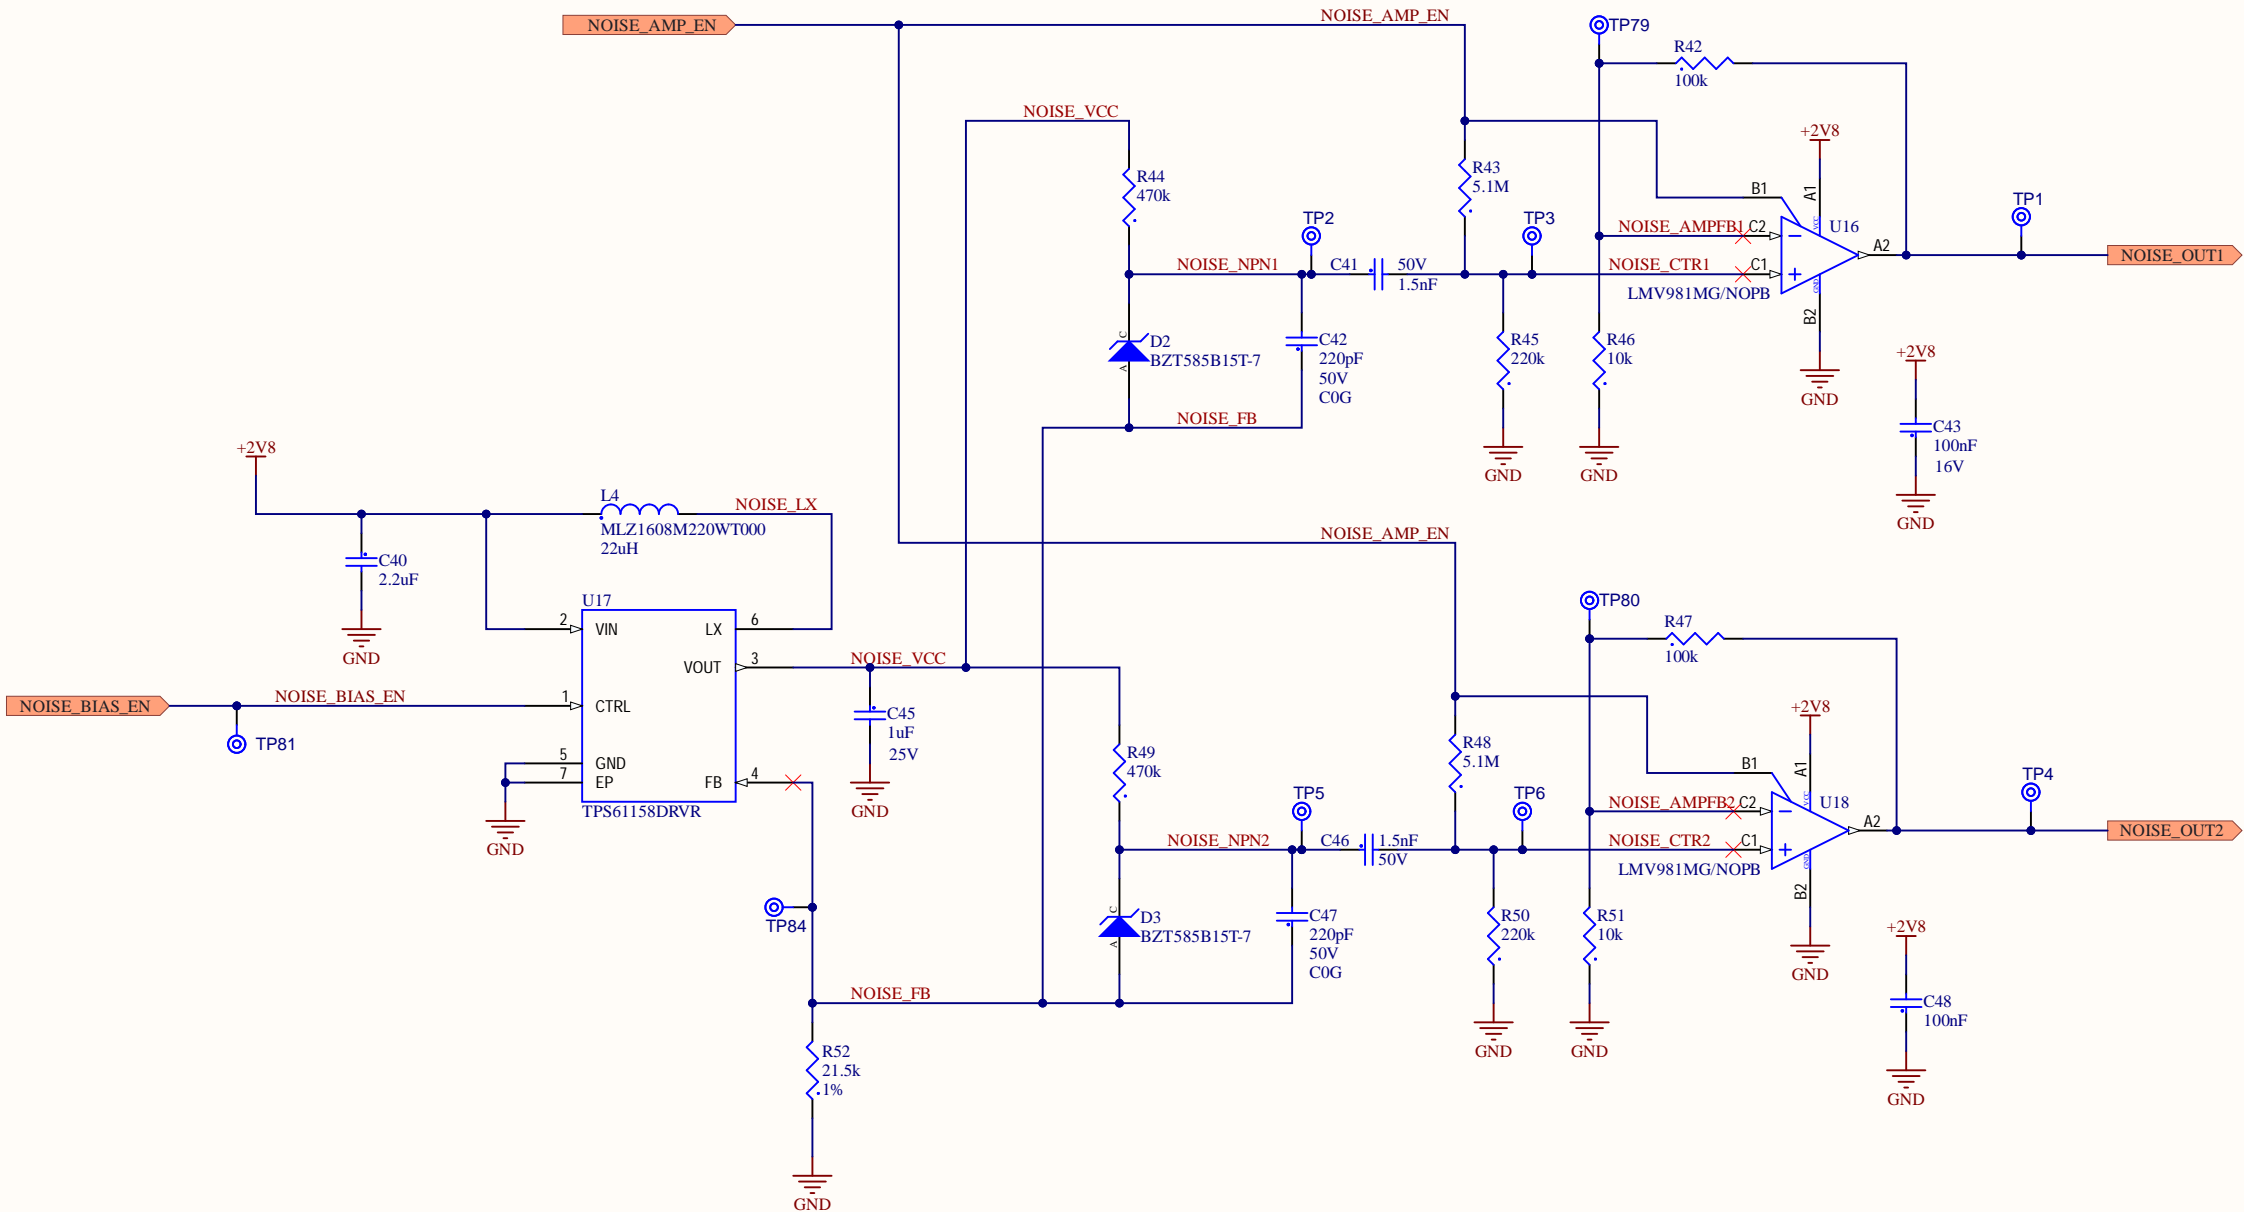 NOISE_AMP_EN
NOISE_AMP_EN
TP79
R42
100k
NOISE_VCC
+2V8
R44
470k
R43
5.1M
B1
A1
VCC
TP2
TP3
TP1
NOISE_AMPFB1
C2
U16
A2
NOISE_OUT1
NOISE_NPN1
C41
50V
1.5nF
NOISE_CTR1
C1
GND
LMV981MG/NOPB
B2
C
D2
BZT585B15T-7
A
C42
220pF
50V
C0G
R45
220k
R46
10k
+2V8
GND
NOISE_FB
C43
100nF
16V
GND
GND
GND
+2V8
L4
NOISE_LX
MLZ1608M220WT000
22uH
NOISE_AMP_EN
C40
2.2uF
GND
U17
2
VIN
LX
6
VOUT
3
NOISE_VCC
TP80
R47
100k
NOISE_BIAS_EN
NOISE_BIAS_EN
1
CTRL
TP81
C45
1uF
25V
GND
5
GND
7
EP
FB
4
TPS61158DRVR
GND
R49
470k
R48
5.1M
+2V8
B1
A1
VCC
TP5
TP6
TP4
NOISE_AMPFB2
C2
U18
A2
NOISE_OUT2
NOISE_NPN2
C46
1.5nF
50V
NOISE_CTR2
C1
GND
LMV981MG/NOPB
B2
TP84
C
D3
BZT585B15T-7
A
C47
220pF
50V
C0G
R50
220k
R51
10k
+2V8
GND
NOISE_FB
C48
100nF
GND
GND
GND
R52
21.5k
1%
GND